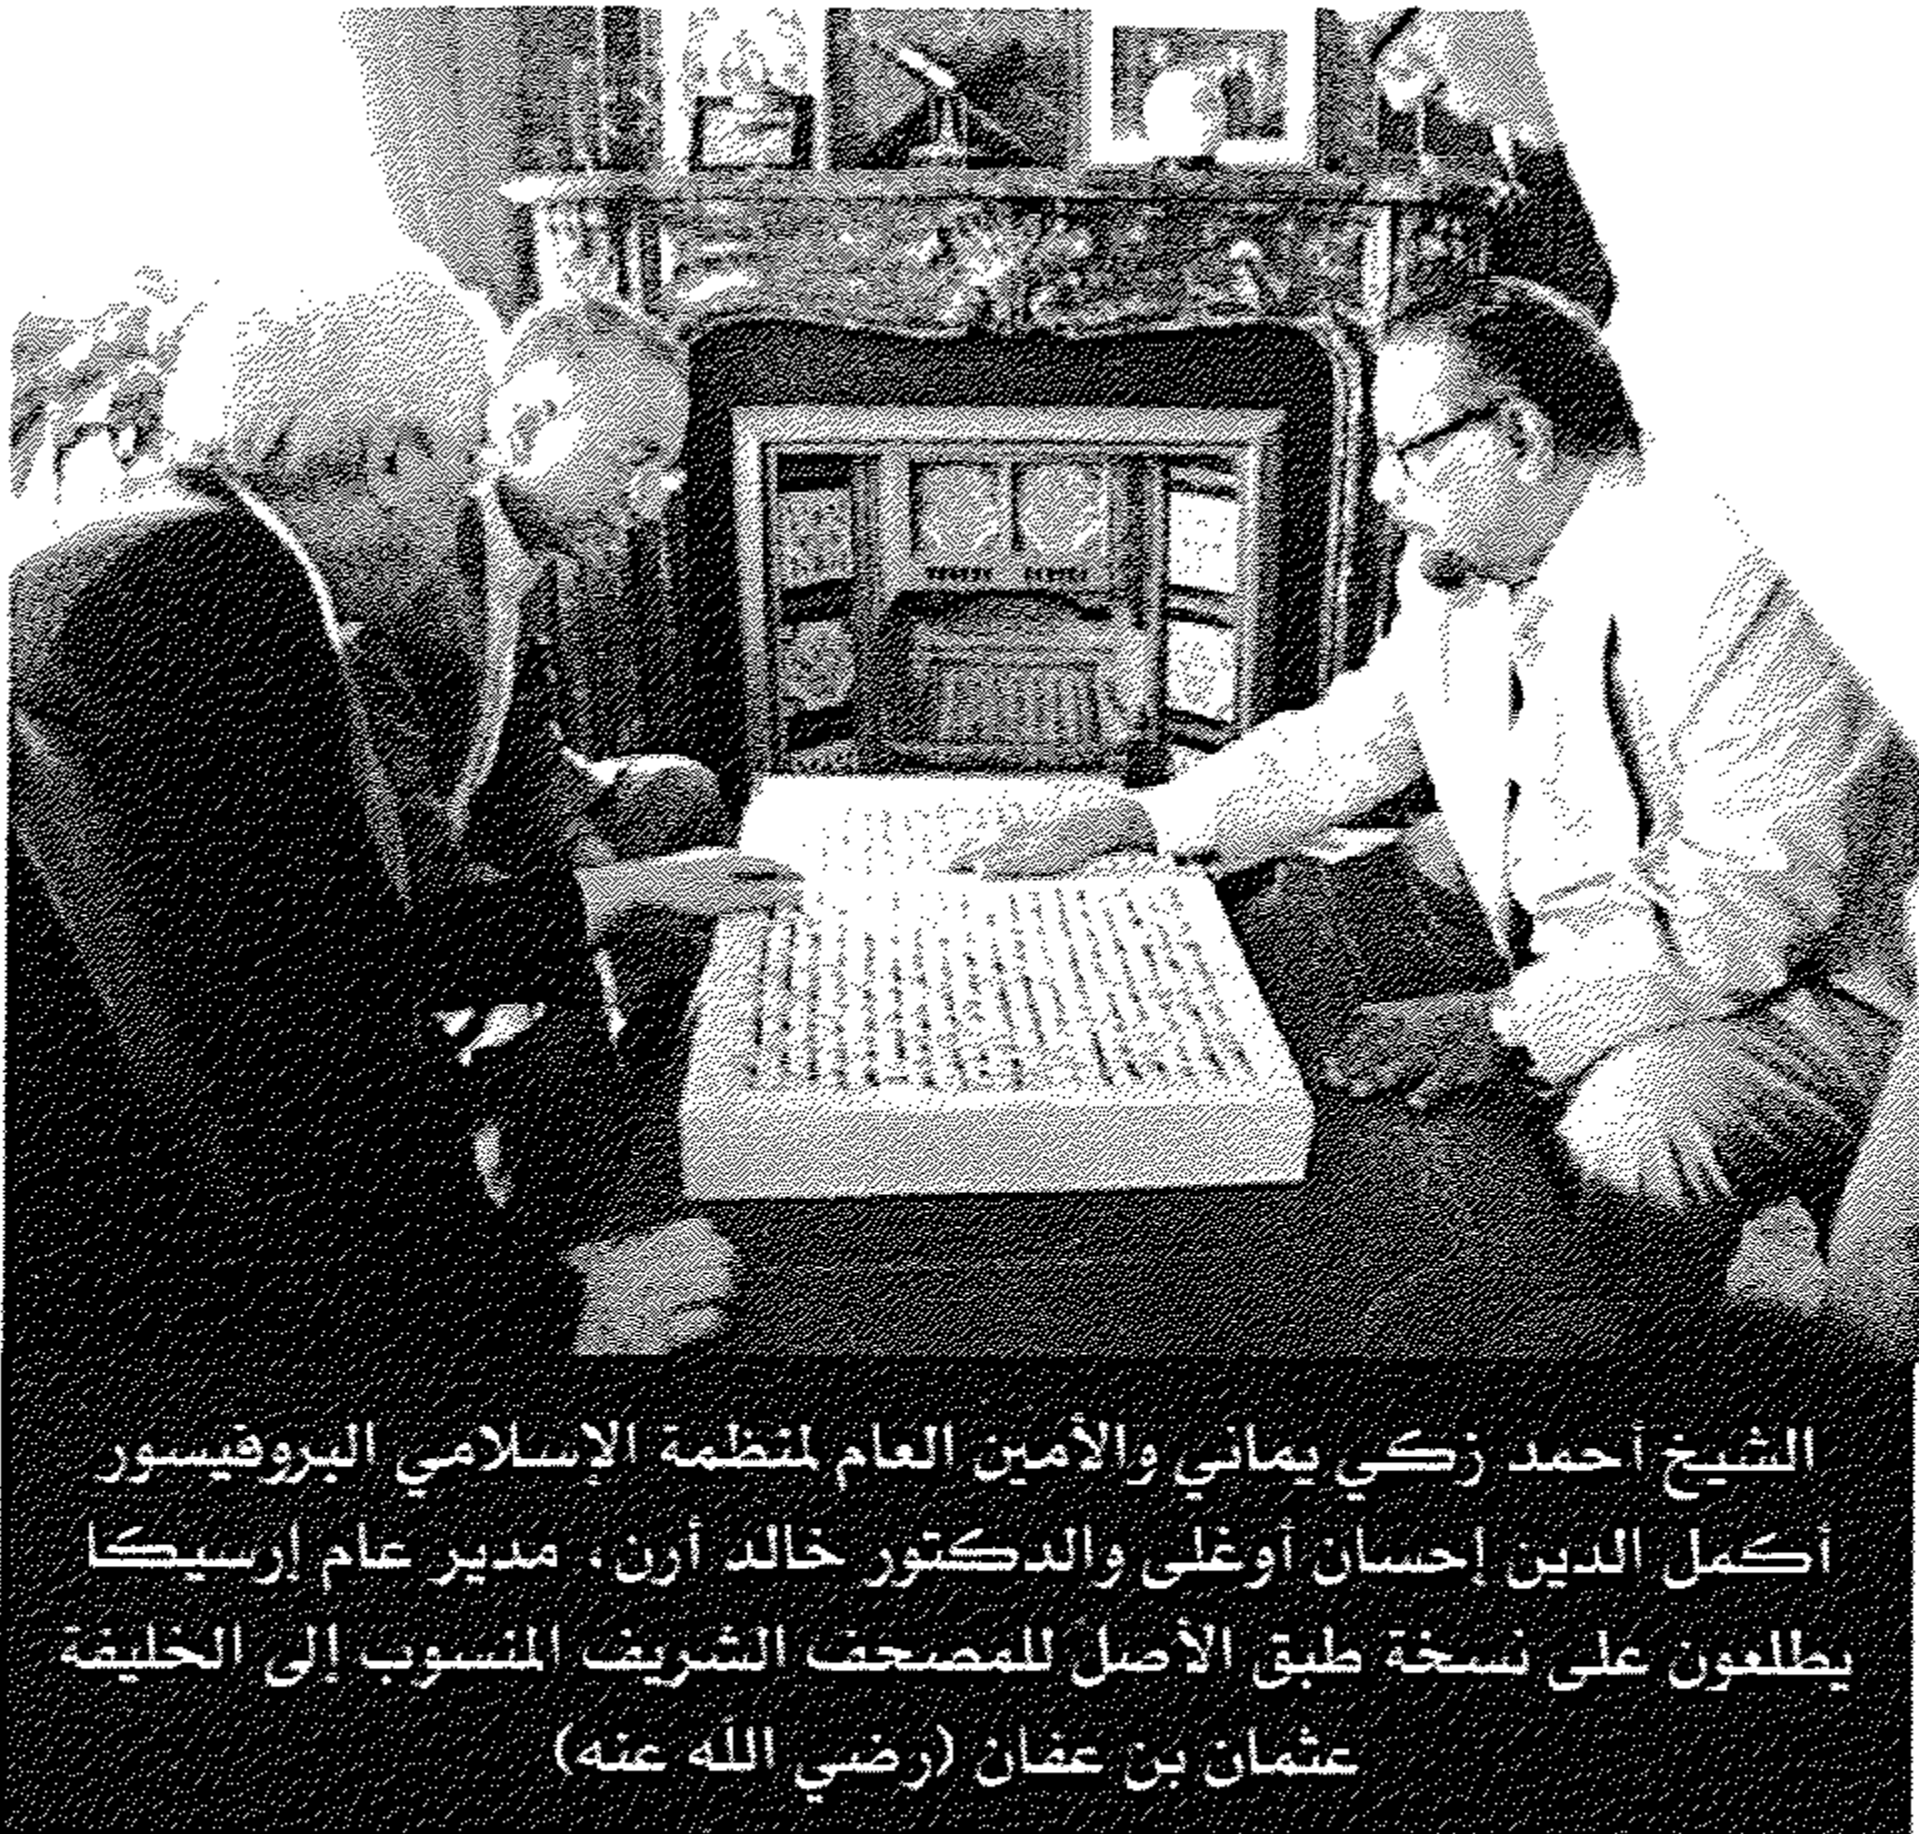 الشيخ أحمد زكي يماني والأمين العام لمنظمة الإسلامي البروفيسور
أكمل الدين إحسان أوغلى والدكتور خالد أرن، مدير عام إرسيكا
يطلعون على نسخة طبق الأصل للمصحف الشريف المنسوب إلى الخليفة
عثمان بن عفان (رضي الله عنه)